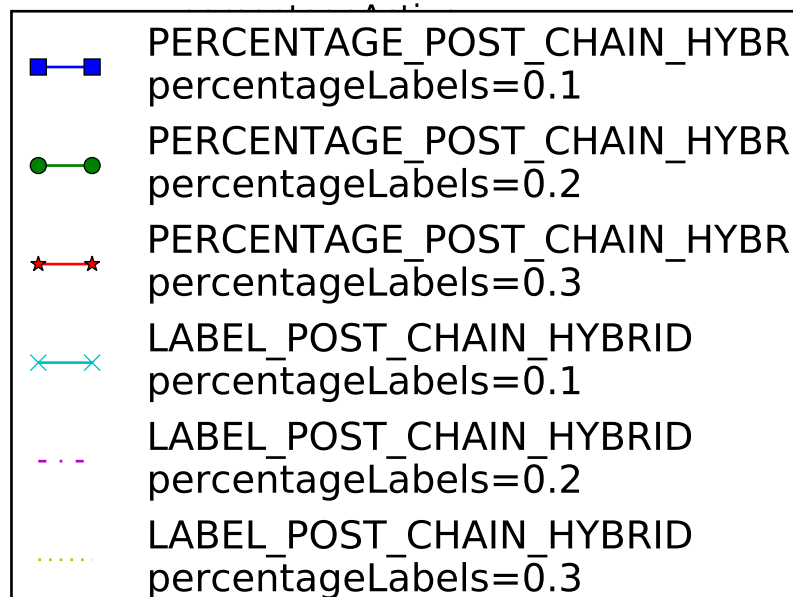 PERCENTAGE_POST_CHAIN_HYBR
percentageLabels=0.1
PERCENTAGE_POST_CHAIN_HYBR
percentageLabels=0.2
PERCENTAGE_POST_CHAIN_HYBR
percentageLabels=0.3
LABEL_POST_CHAIN_HYBRID
percentageLabels=0.1
LABEL_POST_CHAIN_HYBRID
percentageLabels=0.2
LABEL_POST_CHAIN_HYBRID
percentageLabels=0.3